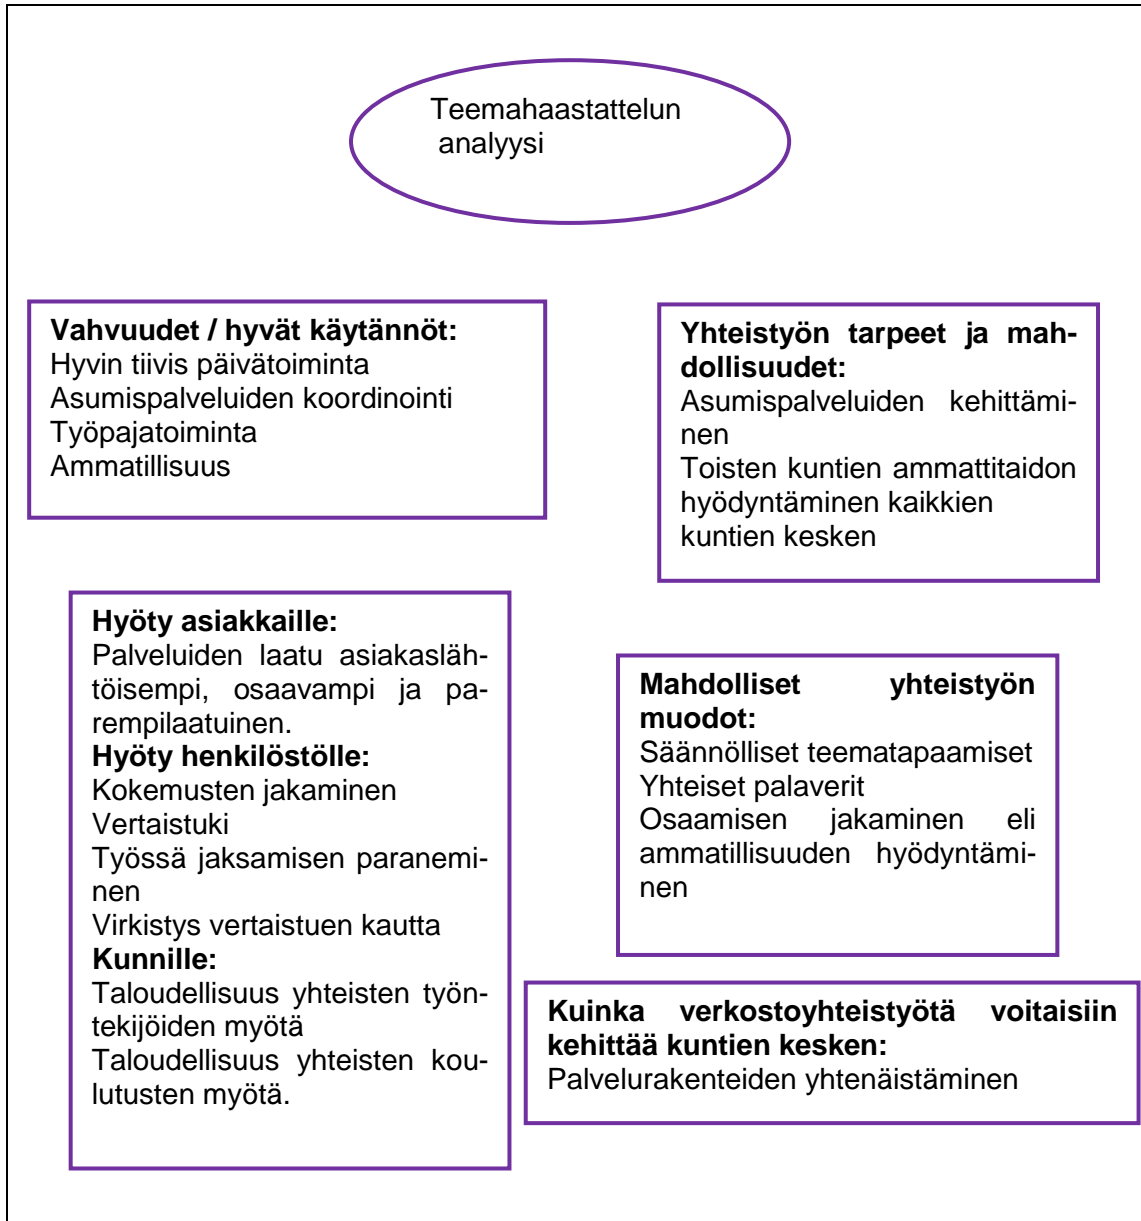 Teemahaastattelun
analyysi
Vahvuudet / hyvät käytännöt:
Hyvin tiivis päivätoiminta
Asumispalveluiden koordinointi
Työpajatoiminta
Ammatillisuus
Yhteistyön tarpeet ja mah-
dollisuudet:
Asumispalveluiden kehittämi-
nen
Toisten kuntien ammattitaidon
hyödyntäminen kaikkien
kuntien kesken
Hyöty asiakkaille:
Palveluiden laatu asiakasläh-
töisempi, osaavampi ja pa-
rempilaatuinen.
Hyöty henkilöstölle:
Kokemusten jakaminen
Vertaistuki
Työssä jaksamisen paranemi-
nen
Virkistys vertaistuen kautta
Kunnille:
Taloudellisuus yhteisten työn-
tekijöiden myötä
Taloudellisuus yhteisten kou-
lutusten myötä.
Mahdolliset yhteistyön
muodot:
Säännölliset teematapaamiset
Yhteiset palaverit
Osaamisen jakaminen eli
ammatillisuuden hyödyntämi-
nen
Kuinka verkostoyhteistyötä voitaisiin
kehittää kuntien kesken:
Palvelurakenteiden yhtenäistäminen